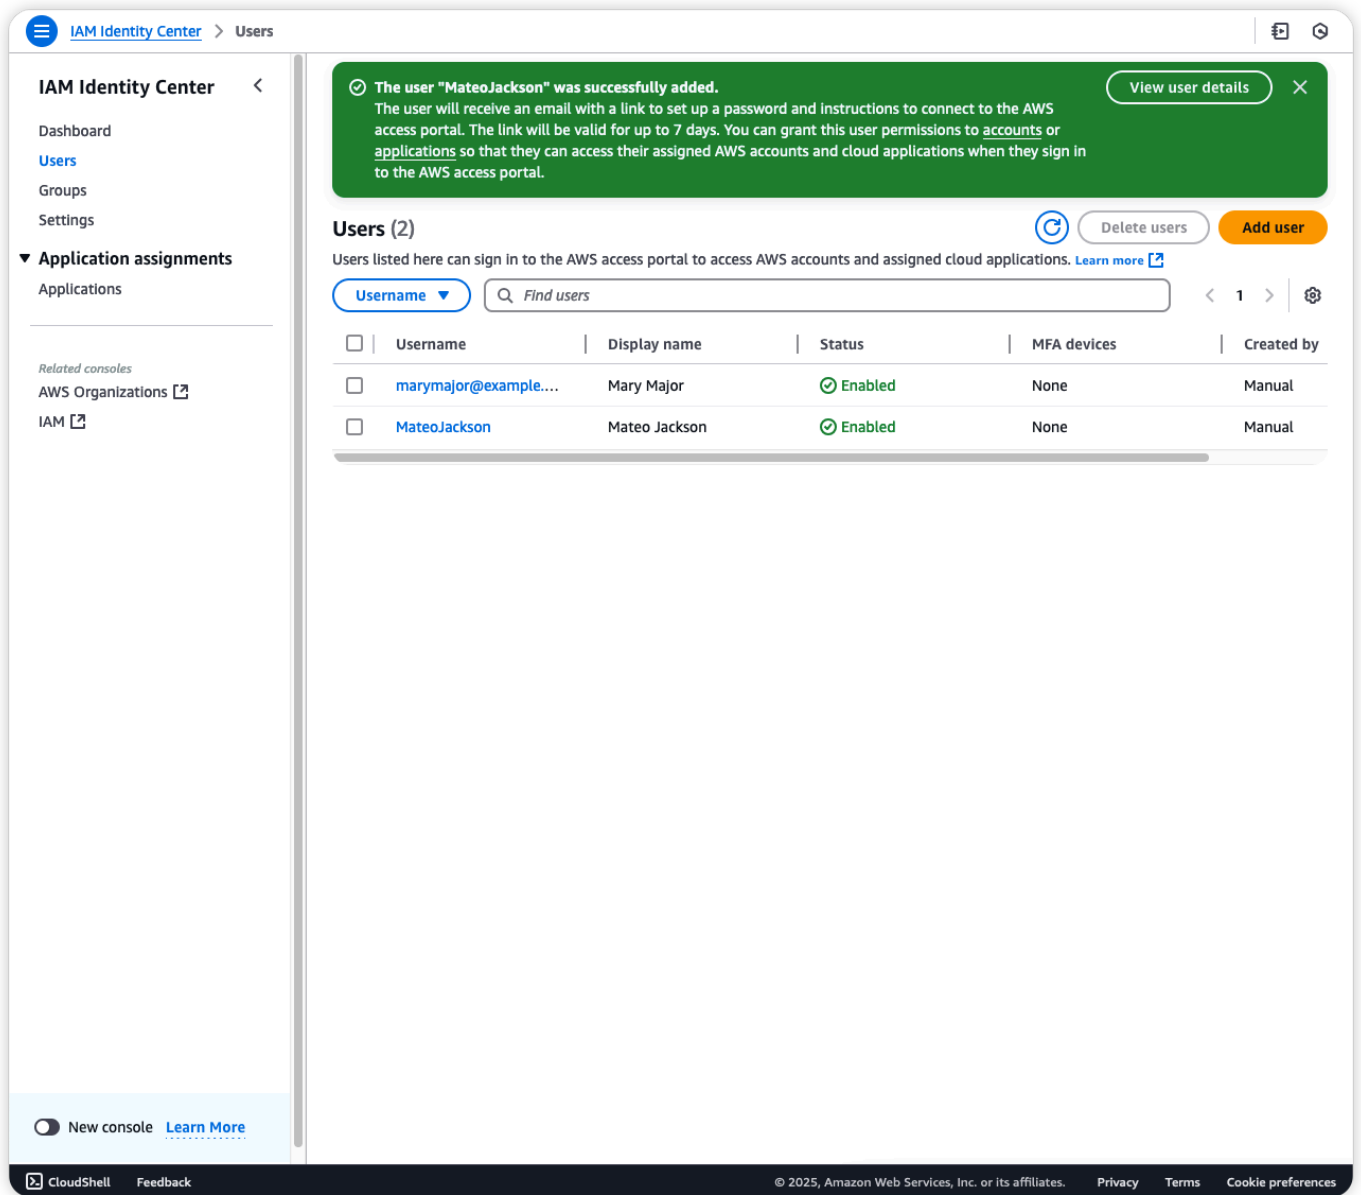 IAM Identity Center > Users
IAM Identity Center
Dashboard
Users
Groups
Settings
Application assignments
Applications
Related consoles
AWS Organizations
IAM
New console Learn More
The user "MateoJackson" was successfully added.
The user will receive an email with a link to set up a password and instructions to connect to the AWS
access portal. The link will be valid for up to 7 days. You can grant this user permissions to accounts or
applications so that they can access their assigned AWS accounts and cloud applications when they sign in
to the AWS access portal.
View user details
Users (2)
Delete users
Add user
Users listed here can sign in to the AWS access portal to access AWS accounts and assigned cloud applications. Learn more
Username
Find users
1
Username Display name Status MFA devices Created by
marymajor@example.... Mary Major Enabled None Manual
MateoJackson Mateo Jackson Enabled None Manual
CloudShell Feedback © 2025, Amazon Web Services, Inc. or its affiliates. Privacy Terms Cookie preferences